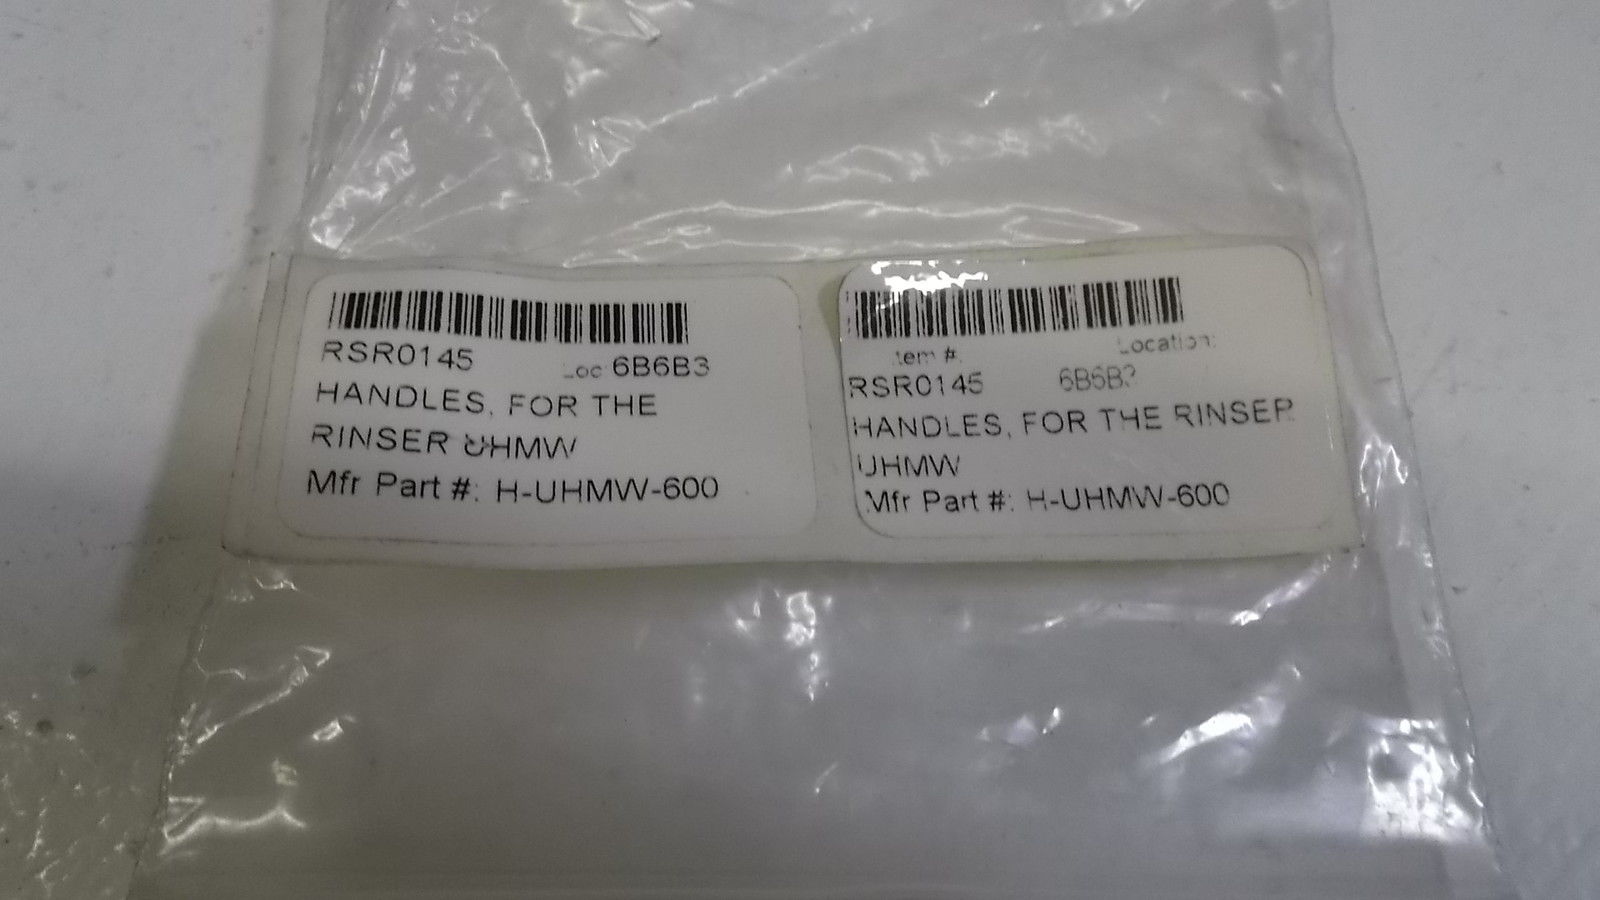 RSR0145 Loc 6B6B3
HANDLES, FOR THE
RINSER UHMW
Mfr Part #: H-UHMW-600
Item #: Location:
RSR0145 6B6B3
HANDLES, FOR THE RINSER
UHMW
Mfr Part #: H-UHMW-600